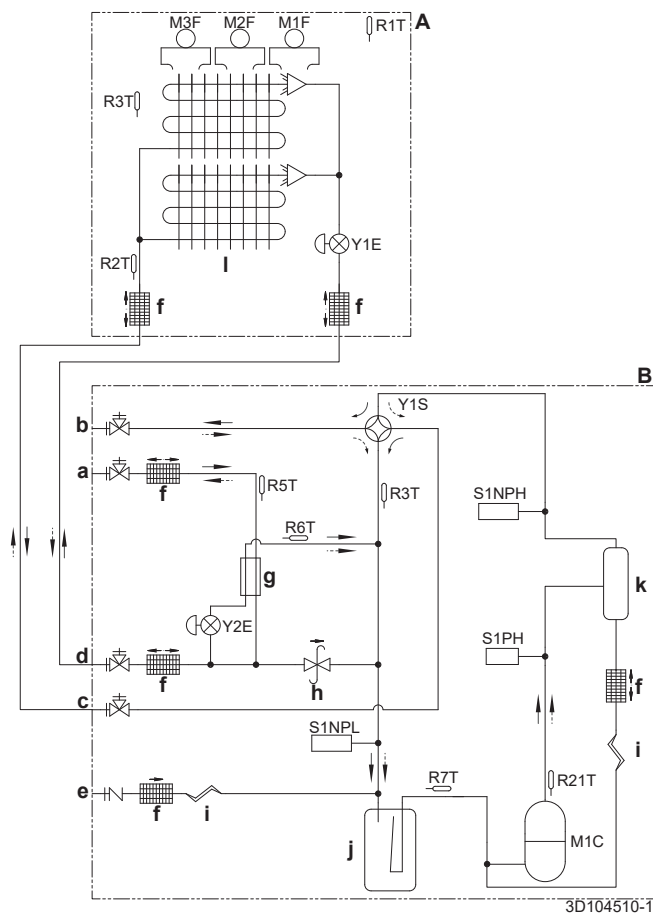 M3F M2F M1F R1T A
R3T
Y1E
R2T l
f f
B
b Y1S
a
f R5T R3T S1NPH
R6T
g k
Y2E
S1PH
d
f h f
c
S1NPL i
e R7T R21T
f i
j M1C
3D104510-1